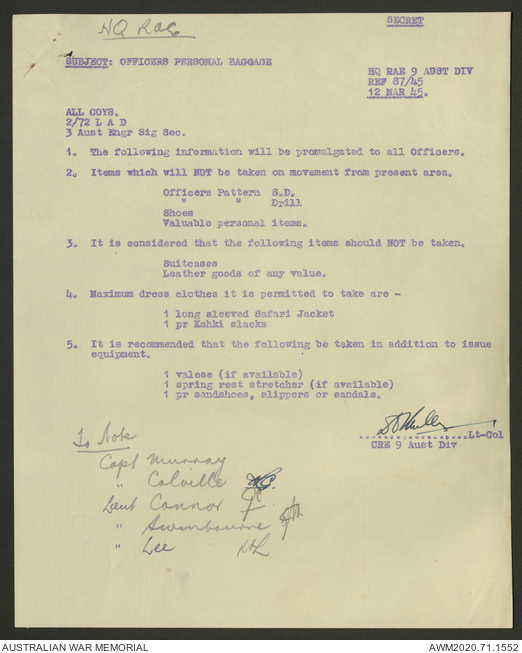 SECRET
HQ RAE
SUBJECT: OFFICERS PERSONAL BAGGAGE
HQ RAE 9 AUST DIV
REF 87/45
12 MAR 45.
ALL COYS.
2/72 L A D
3 Aust Engr Sig Sec.
1. The following information will be promulgated to all Officers.
2. Items which will NOT be taken on movement from present area.
Officers Pattern S.D.
" " Drill
Shoes
Valuable personal items.
3. It is considered that the following items should NOT be taken.
Suitcases
Leather goods of any value.
4. Maximum dress clothes it is permitted to take are -
1 long sleeved Safari Jacket
1 pr Kahki slacks
5. It is recommended that the following be taken in addition to issue
equipment.
1 valese (if available)
1 spring rest stretcher (if available)
1 pr sandshoes, slippers or sandals.
....................Lt-Col
CRE 9 Aust Div
To Note
Capt Murray
" Colville
Lieut Connor
" Swinbourne
" Lee
AUSTRALIAN WAR MEMORIAL
AWM2020.71.1552